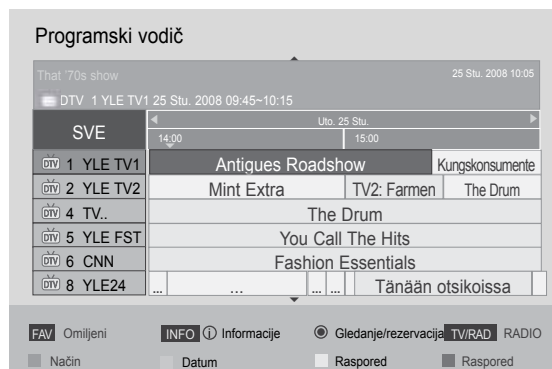 Programski vodič
That '70s show 25 Stu. 2008 10:05
DTV 1 YLE TV1 25 Stu. 2008 09:45~10:15
SVE
Uto. 25 Stu.
14:00 15:00
DTV 1 YLE TV1 Antigues Roadshow Kungskonsumente
DTV 2 YLE TV2 Mint Extra TV2: Farmen The Drum
DTV 4 TV.. The Drum
DTV 5 YLE FST You Call The Hits
DTV 6 CNN Fashion Essentials
DTV 8 YLE24 ... ... ... ... Tänään otsikoissa
FAV Omiljeni INFO i Informacije Gledanje/rezervacija TV/RAD RADIO
Način Datum Raspored Raspored